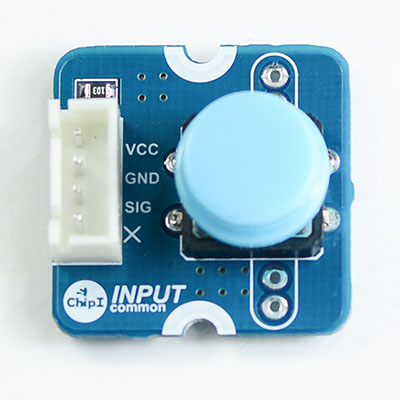 103
VCC
GND
SIG
X
ChipI
INPUT
common